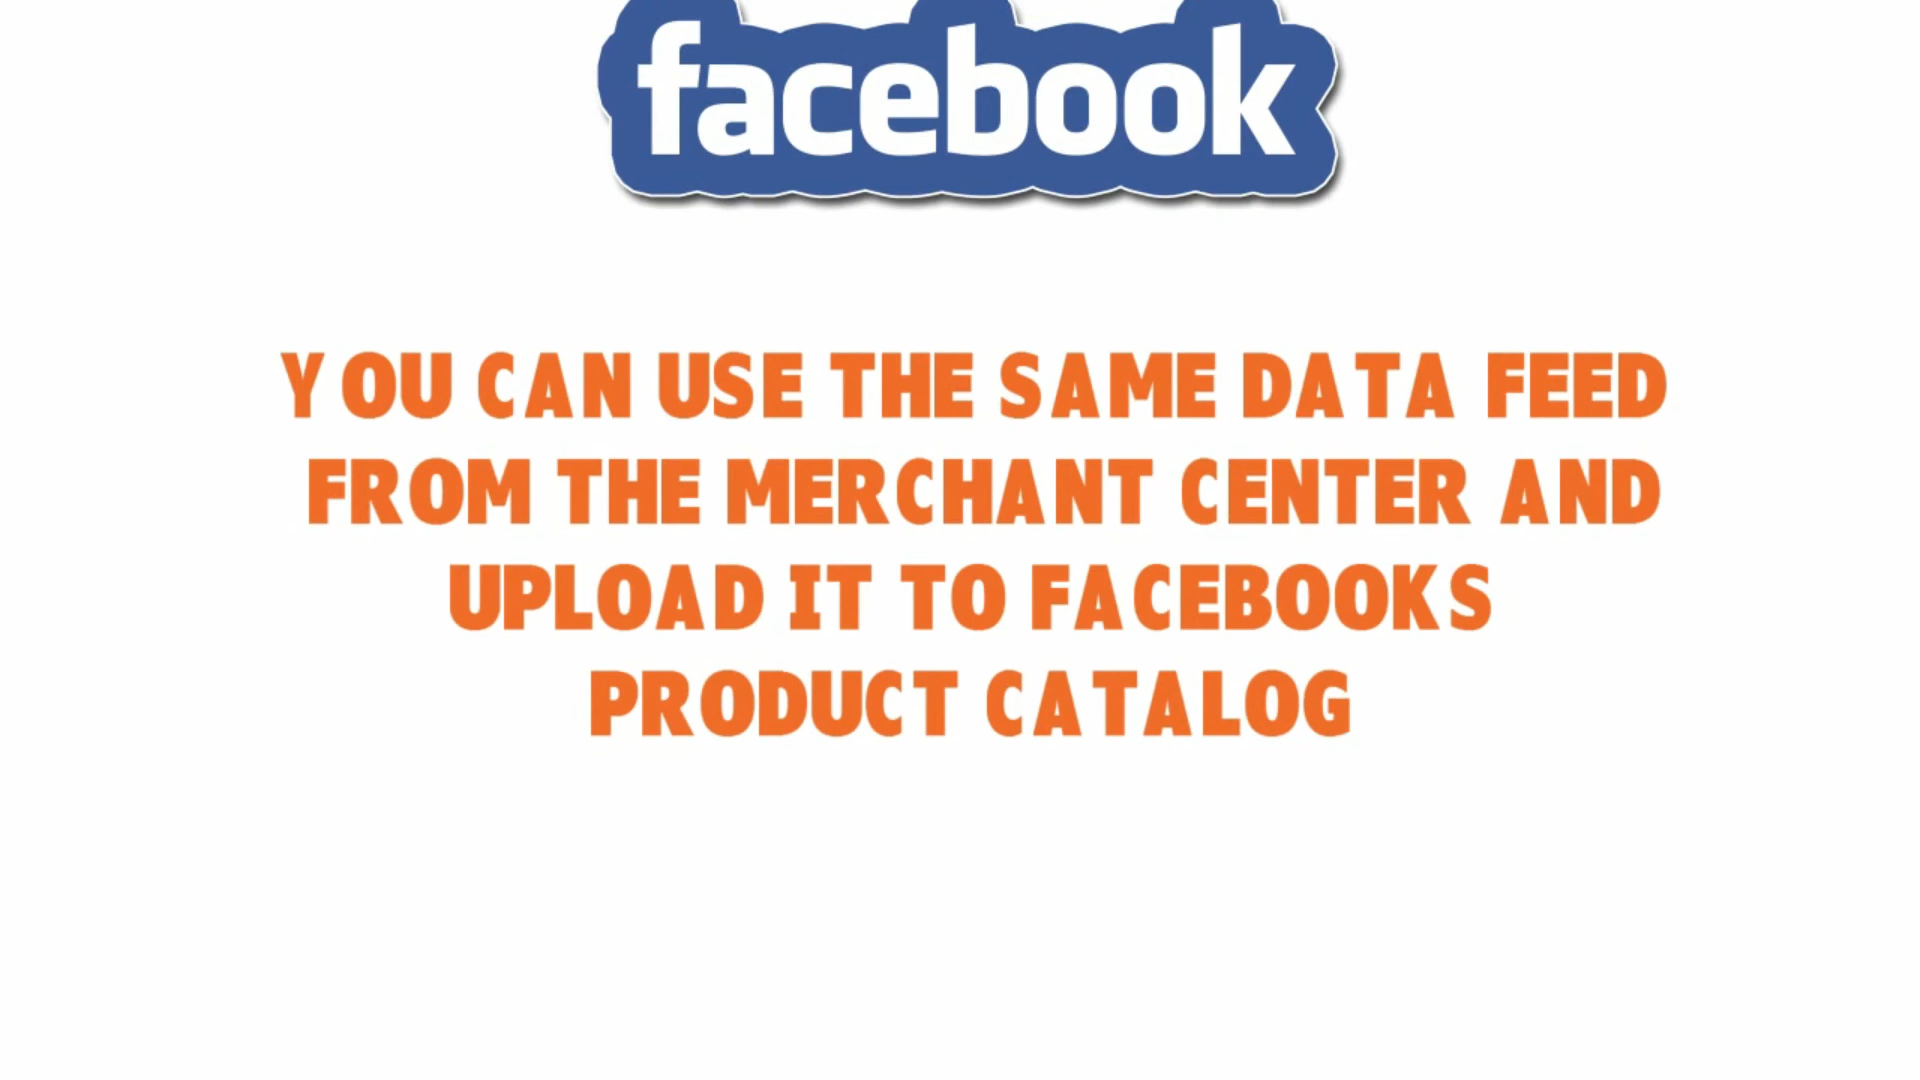 facebook
YOU CAN USE THE SAME DATA FEED
FROM THE MERCHANT CENTER AND
UPLOAD IT TO FACEBOOKS
PRODUCT CATALOG